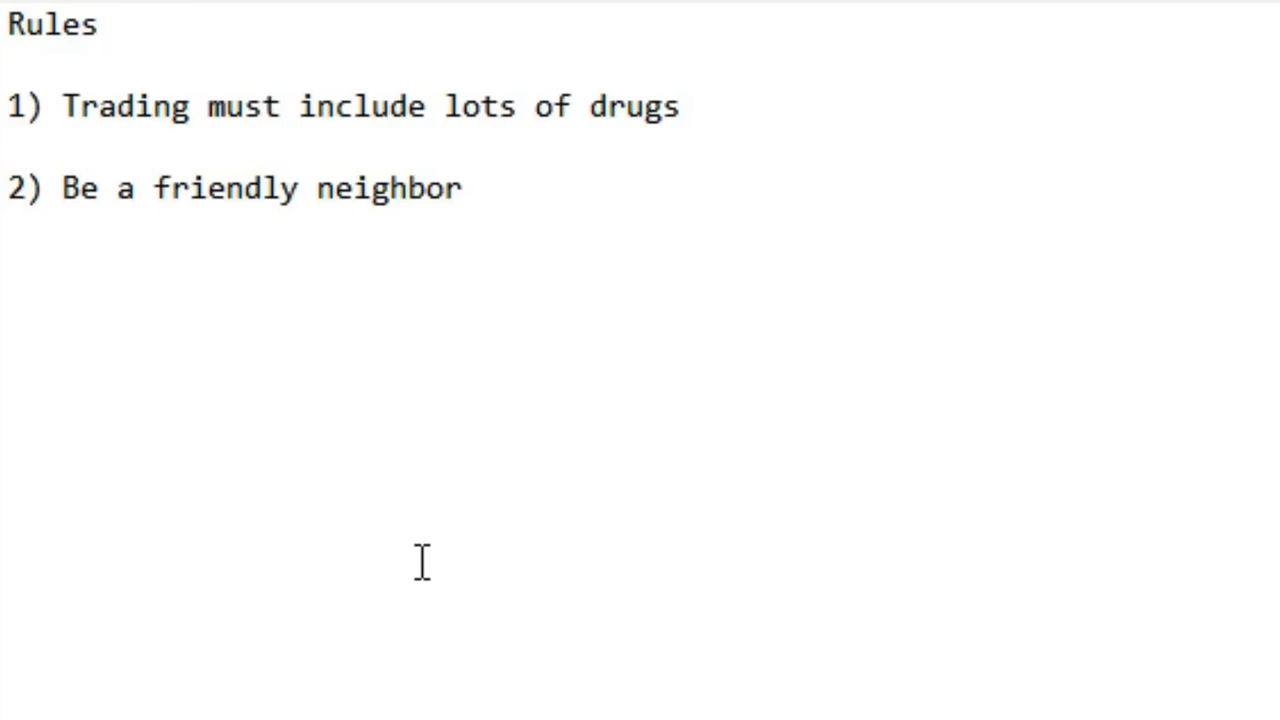 Rules
1) Trading must include lots of drugs
2) Be a friendly neighbor